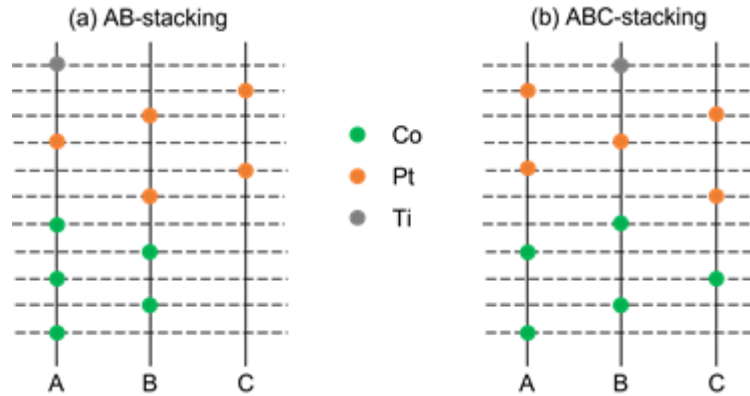 (a) AB-stacking
(b) ABC-stacking
Co
Pt
Ti
A B C
A B C